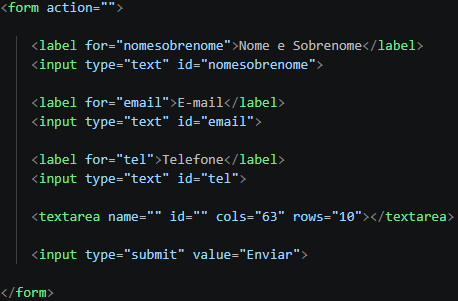 <form action="">
<label for="nomesobrenome">Nome e Sobrenome</label>
<input type="text" id="nomesobrenome">
<label for="email">E-mail</label>
<input type="text" id="email">
<label for="tel">Telefone</label>
<input type="text" id="tel">
<textarea name="" id="" cols="63" rows="10"></textarea>
<input type="submit" value="Enviar">
</form>